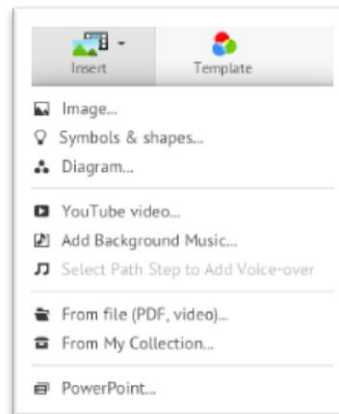 Insert
Template
Image...
Symbols & shapes...
Diagram...
YouTube video...
Add Background Music...
Select Path Step to Add Voice-over
From file (PDF, video)...
From My Collection...
PowerPoint...